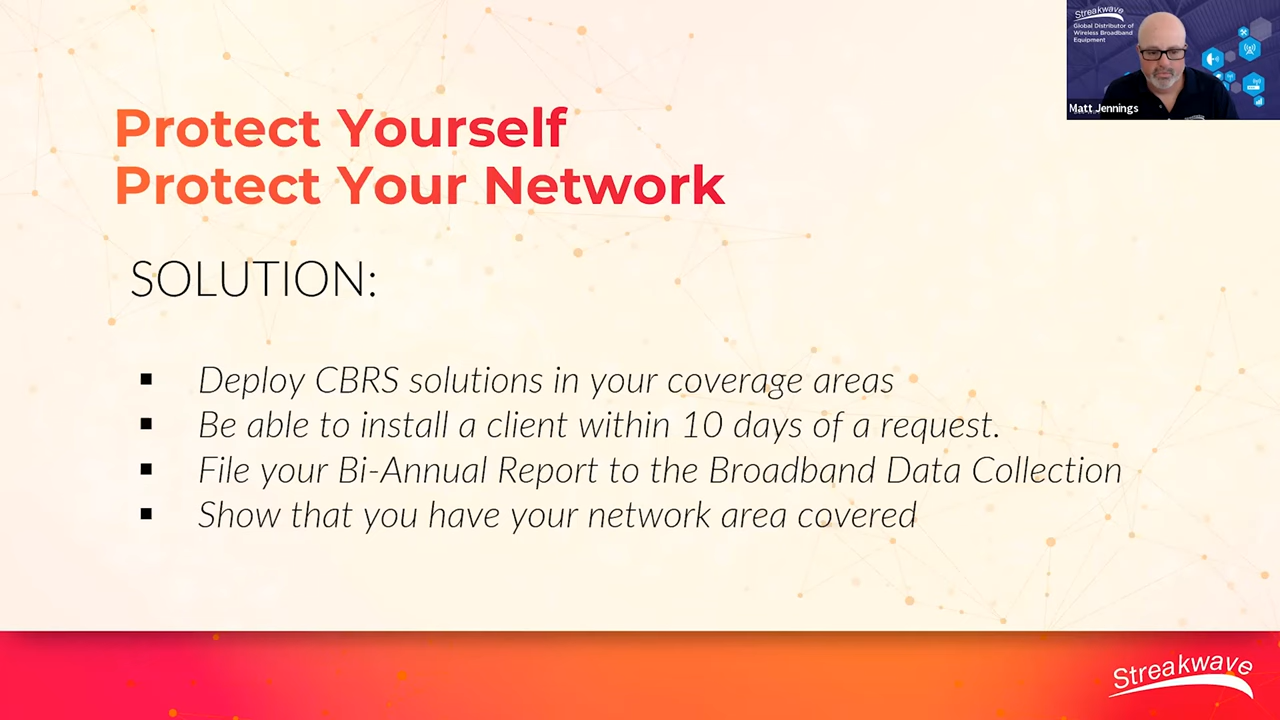 Streakwave
Global Distributor of
Wireless Broadband
Equipment
Matt Jennings
Protect Yourself
Protect Your Network
SOLUTION:
▪ Deploy CBRS solutions in your coverage areas
▪ Be able to install a client within 10 days of a request.
▪ File your Bi-Annual Report to the Broadband Data Collection
▪ Show that you have your network area covered
Streakwave